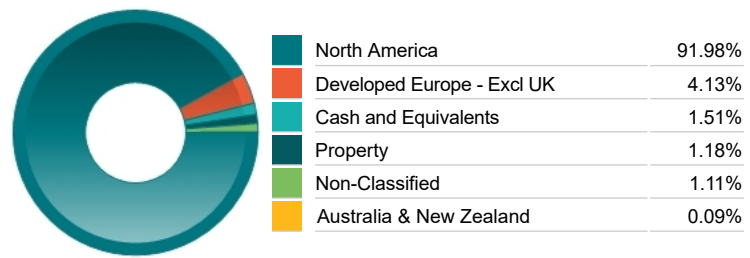 North America 91.98%
Developed Europe - Excl UK 4.13%
Cash and Equivalents 1.51%
Property 1.18%
Non-Classified 1.11%
Australia & New Zealand 0.09%